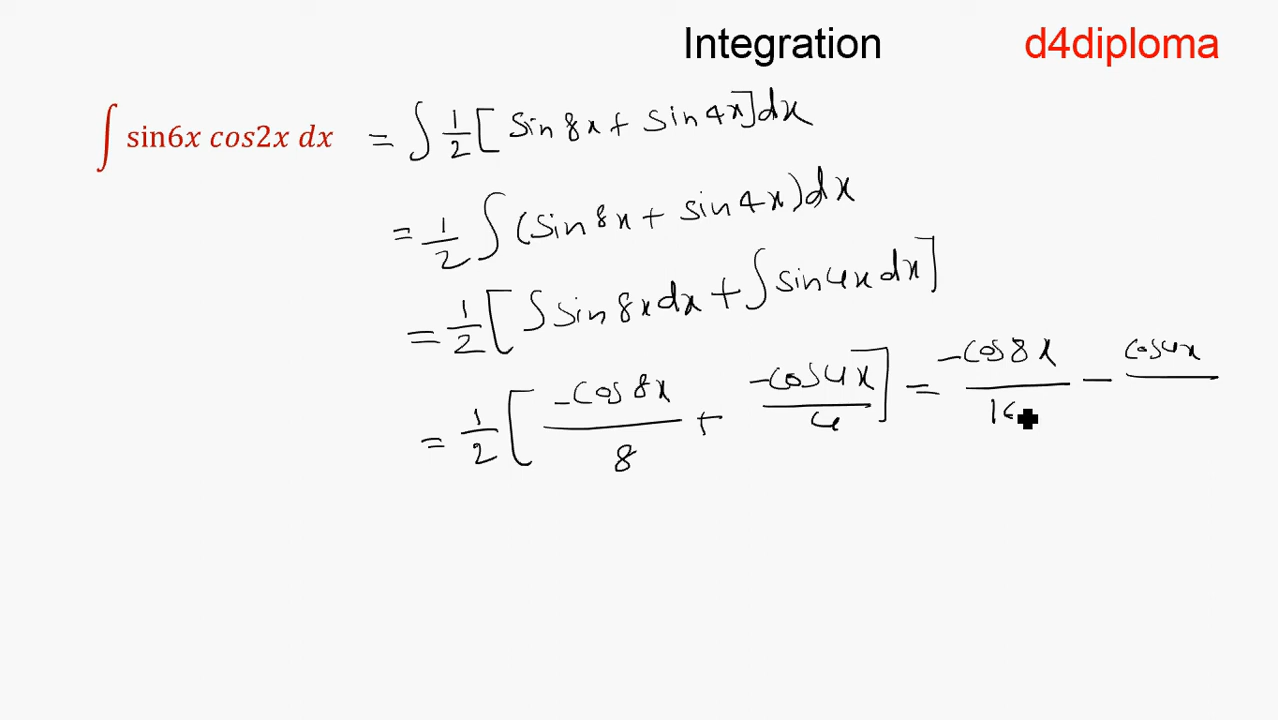 Integration d4diploma
∫ sin6x cos2x dx = ∫ 1/2 [sin 8x + sin 4x] dx
= 1/2 ∫ (sin 8x + sin 4x) dx
= 1/2 [∫ sin 8x dx + ∫ sin 4x dx]
= 1/2 [-cos 8x/8 + -cos 4x/4] = -cos 8x/16 - cos 4x/